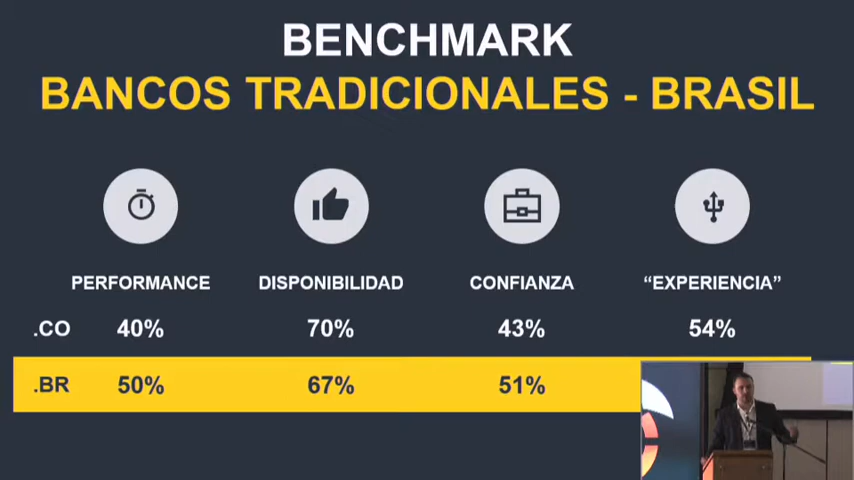 BENCHMARK
BANCOS TRADICIONALES - BRASIL
PERFORMANCE DISPONIBILIDAD CONFIANZA “EXPERIENCIA”
.CO 40% 70% 43% 54%
.BR 50% 67% 51%